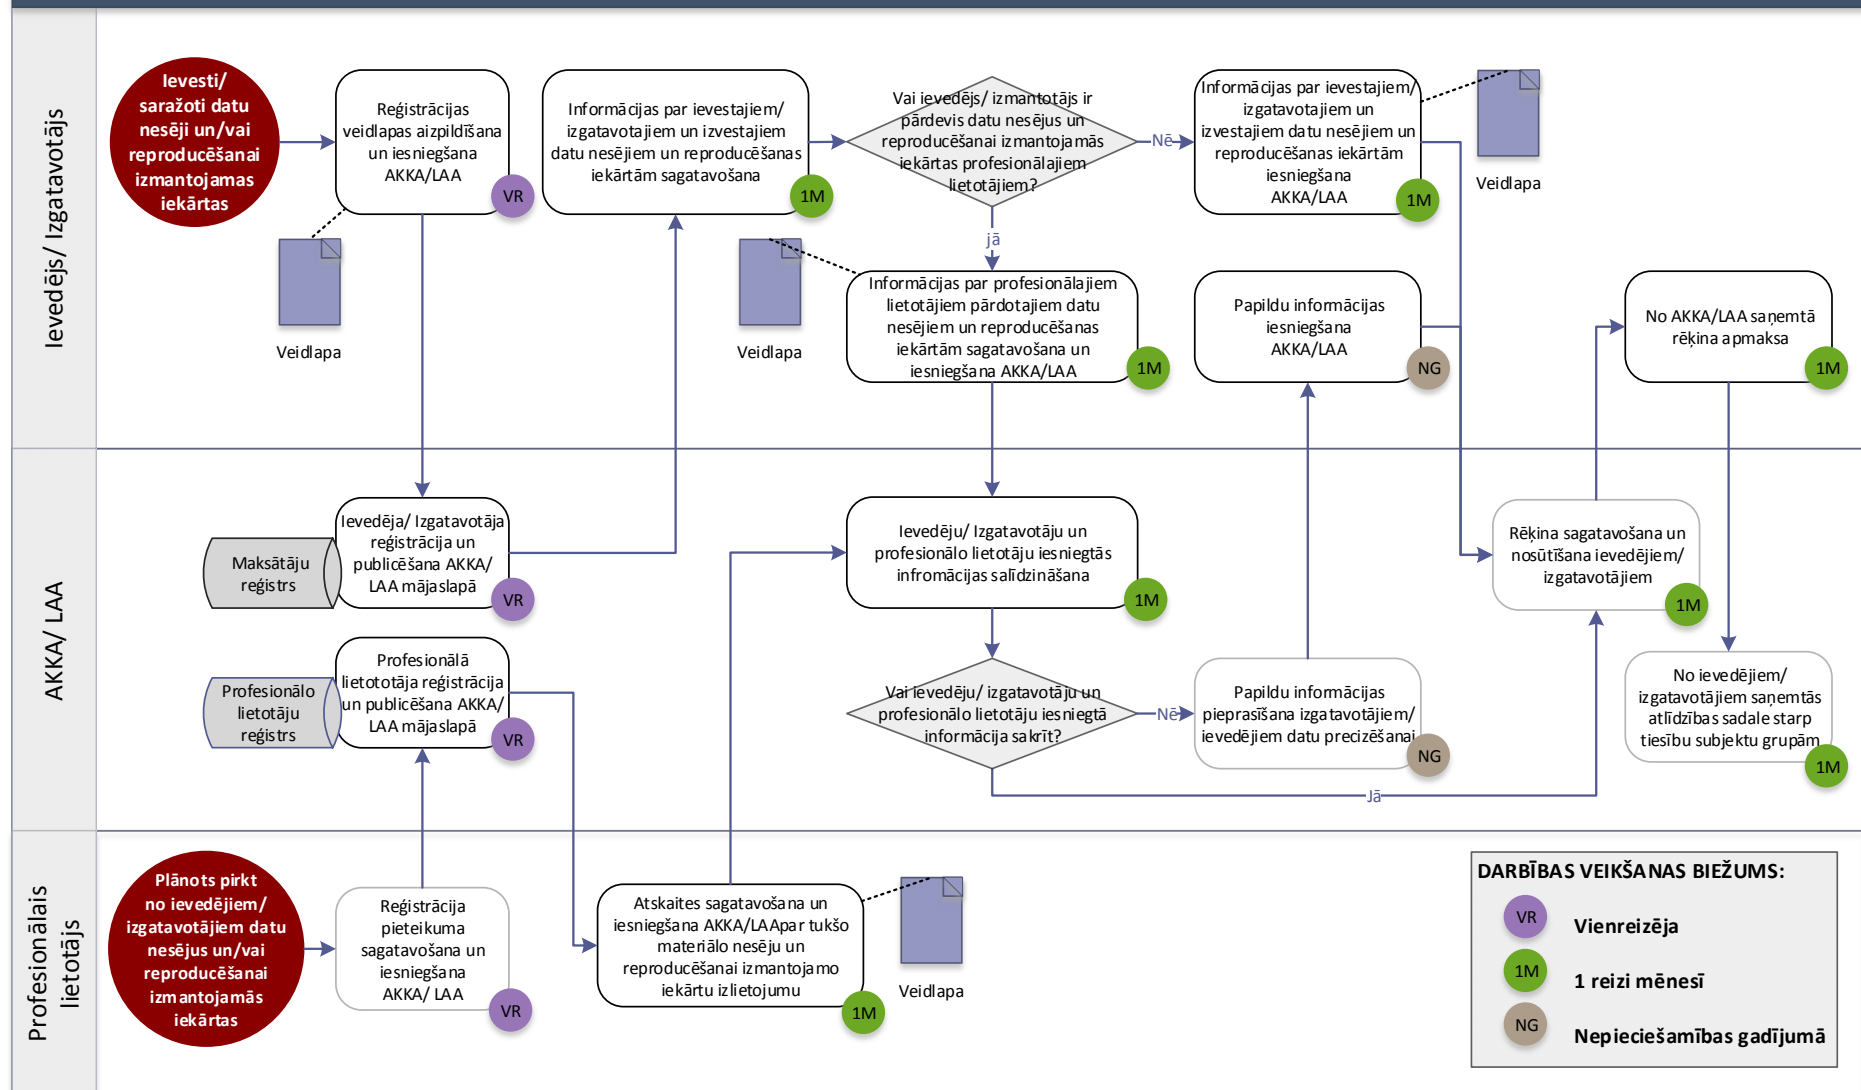 Ievedējs/ Izgatavotājs
Ievesti/
saražoti datu
nesēji un/vai
reproducēšanai
izmantojamas
iekārtas
Reģistrācijas
veidlapas aizpildīšana
un iesniegšana
AKKA/LAA
VR
Veidlapa
Informācijas par ievestajiem/
izgatavotajiem un izvestajiem
datu nesējiem un reproducēšanas
iekārtām sagatavošana
1M
Veidlapa
Vai ievedējs/ izmantotājs ir
pārdevis datu nesējus un
reproducēšanai izmantojamās
iekārtas profesionālajiem
lietotājiem?
Nē
jā
Informācijas par ievestajiem/
izgatavotajiem un
izvestajiem datu nesējiem un
reproducēšanas iekārtām
iesniegšana
AKKA/LAA
1M
Veidlapa
Informācijas par profesionālajiem
lietotājiem pārdotajiem datu
nesējiem un reproducēšanas
iekārtām sagatavošana un
iesniegšana AKKA/LAA
1M
Papildu informācijas
iesniegšana
AKKA/LAA
NG
No AKKA/LAA saņemtā
rēķina apmaksa
1M
AKKA/ LAA
Maksātāju
reģistrs
Ievedēja/ Izgatavotāja
reģistrācija un
publicēšana AKKA/
LAA mājaslapā
VR
Profesionālo
lietotāju
reģistrs
Profesionālā
lietototāja reģistrācija
un publicēšana AKKA/
LAA mājaslapā
VR
Ievedēju/ Izgatavotāju un
profesionālo lietotāju iesniegtās
infromācijas salīdzināšana
1M
Vai ievedēju/ izgatavotāju un
profesionālo lietotāju iesniegtā
informācija sakrīt?
Nē
Jā
Papildu informācijas
pieprasīšana izgatavotājiem/
ievedējiem datu precizēšanai
NG
Rēķina sagatavošana un
nosūtīšana ievedējiem/
izgatavotājiem
1M
No ievedējiem/
izgatavotājiem saņemtās
atlīdzības sadale starp
tiesību subjektu grupām
1M
Profesionālais
lietotājs
Plānots pirkt
no ievedējiem/
izgatavotājiem datu
nesējus un/vai
reproducēšanai
izmantojamās
iekārtas
Reģistrācija
pieteikuma
sagatavošana un
iesniegšana
AKKA/ LAA
VR
Atskaites sagatavošana un
iesniegšana AKKA/LAApar tukšo
materiālo nesēju un
reproducēšanai izmantojamo
iekārtu izlietojumu
1M
Veidlapa
DARBĪBAS VEIKŠANAS BIEŽUMS:
VR
Vienreizēja
1M
1 reizi mēnesī
NG
Nepieciešamības gadījumā